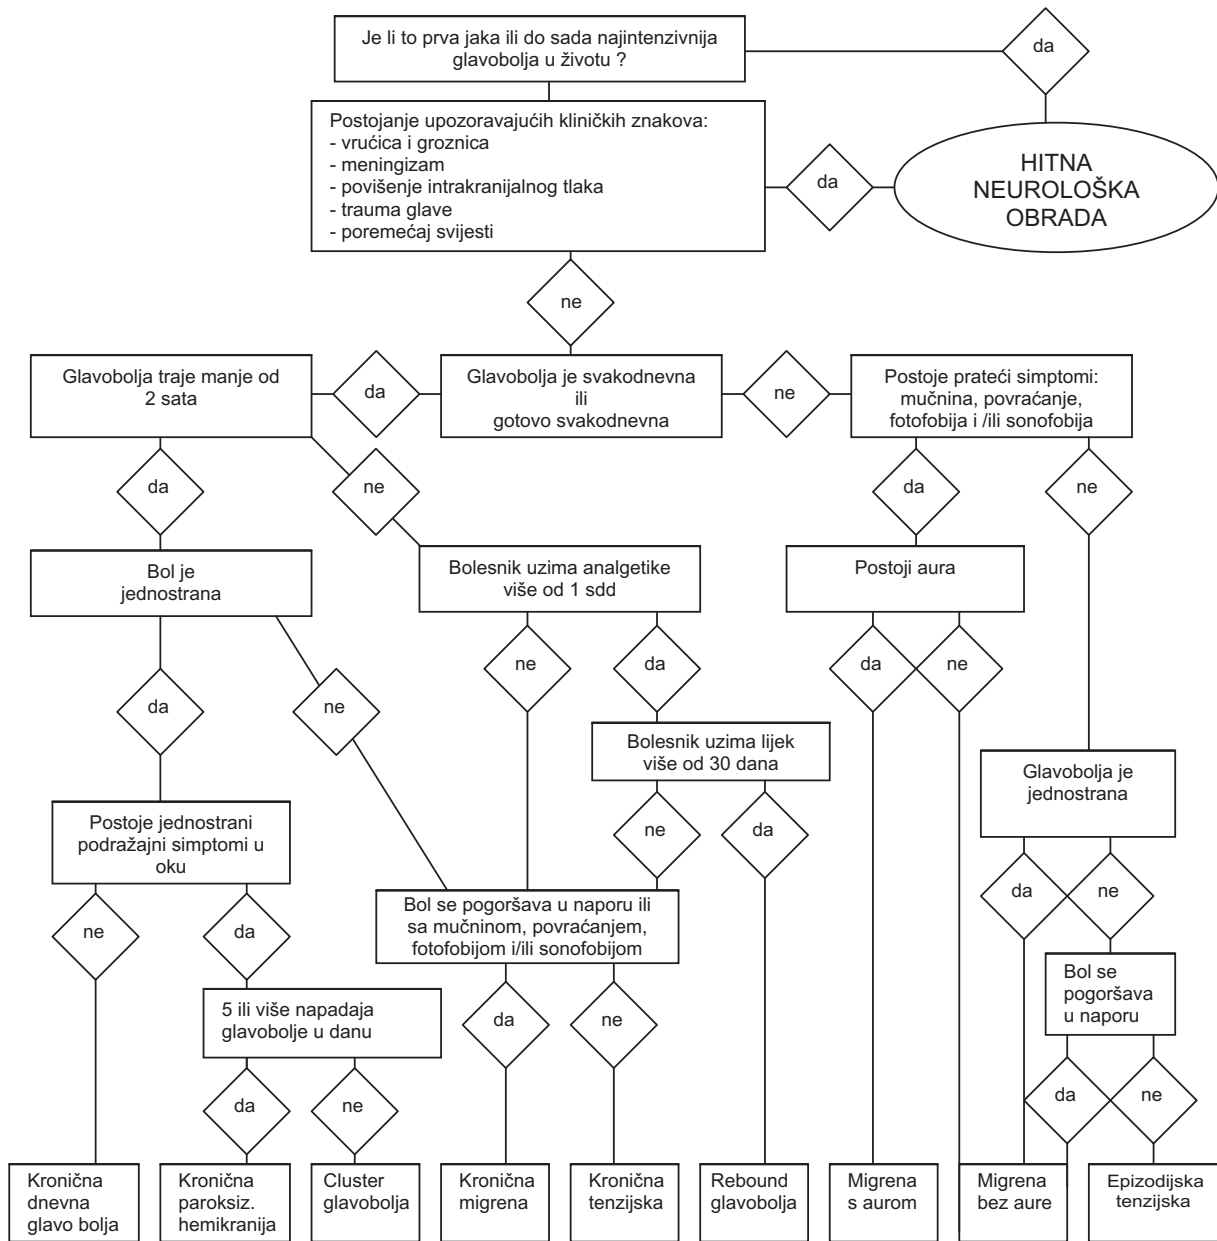 Je li to prva jaka ili do sada najintenzivnija
glavobolja u životu ?
da
Postojanje upozoravajućih kliničkih znakova:
- vrućica i groznica
- meningizam
- povišenje intrakranijalnog tlaka
- trauma glave
- poremećaj svijesti
da
HITNA
NEUROLOŠKA
OBRADA
ne
Glavobolja traje manje od
2 sata
da
Glavobolja je svakodnevna
ili
gotovo svakodnevna
ne
Postoje prateći simptomi:
mučnina, povraćanje,
fotofobija i /ili sonofobija
da
ne
da
ne
Bol je
jednostrana
Bolesnik uzima analgetike
više od 1 sdd
Postoji aura
da
ne
ne
da
da
ne
Bolesnik uzima lijek
više od 30 dana
Glavobolja je
jednostrana
Postoje jednostrani
podražajni simptomi u
oku
ne
da
ne
da
Bol se pogoršava u naporu ili
sa mučninom, povraćanjem,
fotofobijom i/ili sonofobijom
da
ne
Bol se
pogoršava
u naporu
5 ili više napadaja
glavobolje u danu
da
ne
da
ne
da
ne
Kronična
dnevna
glavo bolja
Kronična
paroksiz.
hemikranija
Cluster
glavobolja
Kronična
migrena
Kronična
tenzijska
Rebound
glavobolja
Migrena
s aurom
Migrena
bez aure
Epizodijska
tenzijska